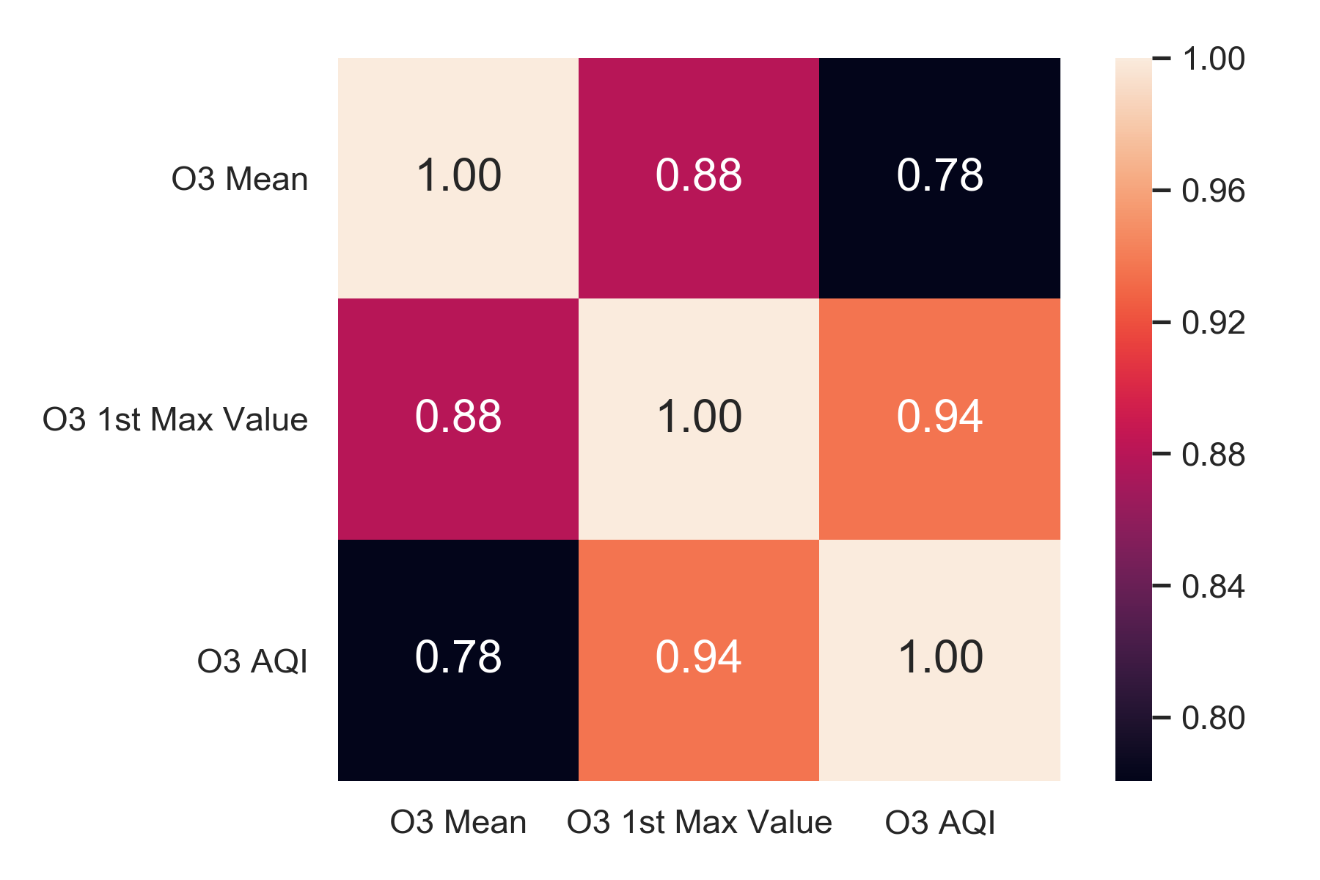 1.00
O3 Mean 1.00 0.88 0.78
0.96
0.92
O3 1st Max Value 0.88 1.00 0.94
0.88
0.84
O3 AQI 0.78 0.94 1.00
0.80
O3 Mean O3 1st Max Value O3 AQI